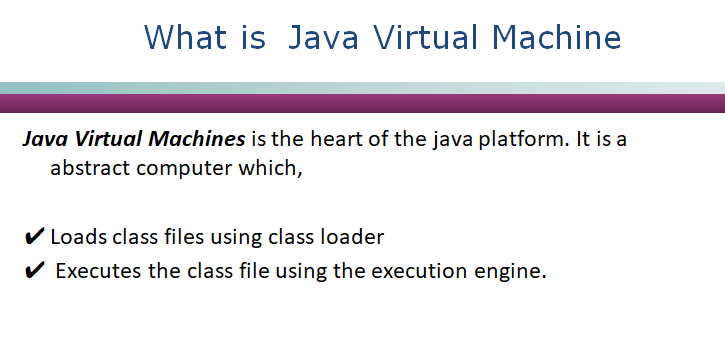 What is  Java Virtual Machine
Java Virtual Machines is the heart of the java platform. It is a
abstract computer which,
✔ Loads class files using class loader
✔ Executes the class file using the execution engine.